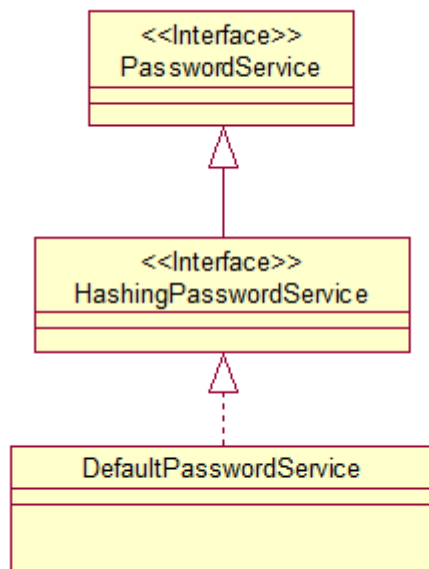 <<Interface>>
PasswordService
<<Interface>>
HashingPasswordService
DefaultPasswordService